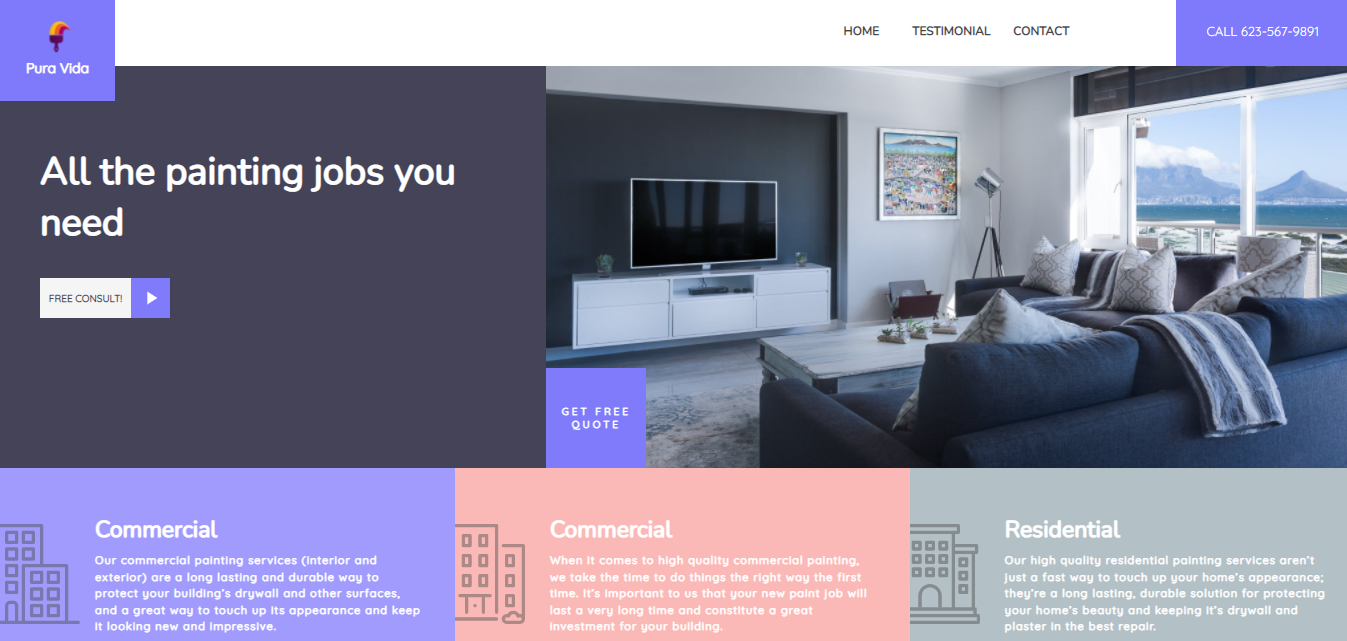 HOME
TESTIMONIAL
CONTACT
CALL 623-567-9891
Pura Vida
All the painting jobs you
need
FREE CONSULT!
GET FREE
QUOTE
Commercial
Our commercial painting services (interior and
exterior) are a long lasting and durable way to
protect your building's drywall and other surfaces,
and a great way to touch up its appearance and keep
it looking new and impressive.
Commercial
When it comes to high quality commercial painting,
we take the time to do things the right way the first
time. It's important to us that your new paint job will
last a very long time and constitute a great
investment for your building.
Residential
Our high quality residential painting services aren't
just a fast way to touch up your home's appearance;
they're a long lasting, durable solution for protecting
your home's beauty and keeping it's drywall and
plaster in the best repair.